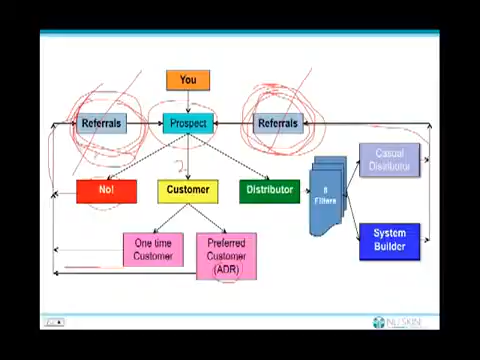 You
Referrals
Prospect
Referrals
2
No!
Customer
Distributor
8
Filters
Casual
Distributor
System
Builder
One time
Customer
Preferred
Customer
(ADR)
NU SKIN